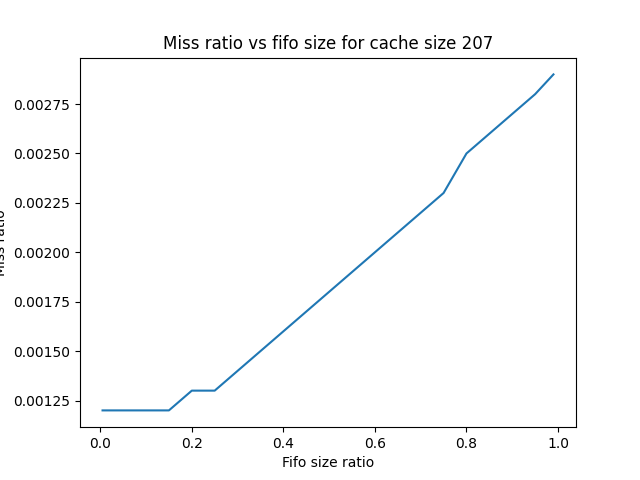 Miss ratio vs fifo size for cache size 207
0.00275
0.00250
0.00225
0.00200
0.00175
0.00150
0.00125
Miss ratio
0.0 0.2 0.4 0.6 0.8 1.0
Fifo size ratio